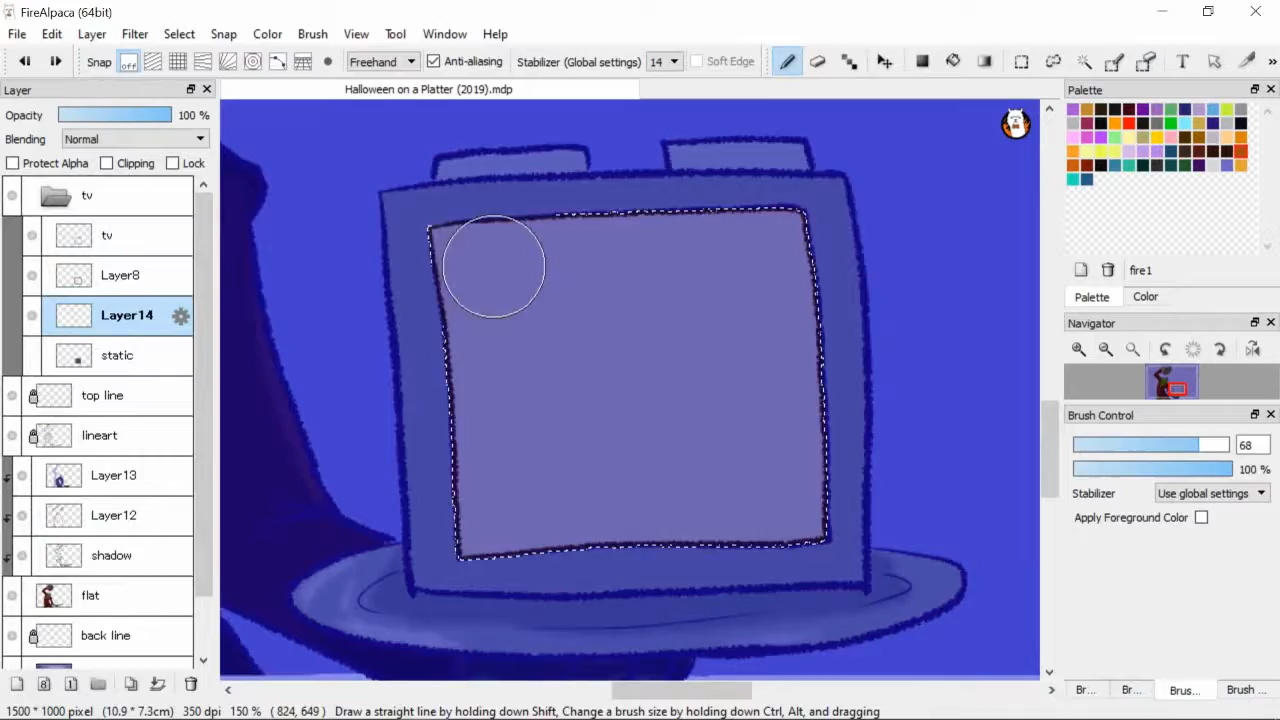 FireAlpaca (64bit)
File Edit Layer Filter Select Snap Color Brush View Tool Window Help
Snap off Freehand Anti-aliasing Stabilizer (Global settings) 14 Soft Edge T »
Layer
Halloween on a Platter (2019).mdp
Palette
Opacity 100 %
Blending Normal
Protect Alpha Clipping Lock
tv
tv
Layer8
Layer14
static
top line
lineart
Layer13
Layer12
shadow
flat
back line
8 1
fire1
Palette Color
Navigator
Brush Control
68
100 %
Stabilizer Use global settings
Apply Foreground Color
Br... Br... Brus... Brush ...
1500 * 1000 pixel (10.9 * 7.3cm) 350 dpi 150 % ( 824, 649 ) Draw a straight line by holding down Shift, Change a brush size by holding down Ctrl, Alt, and dragging